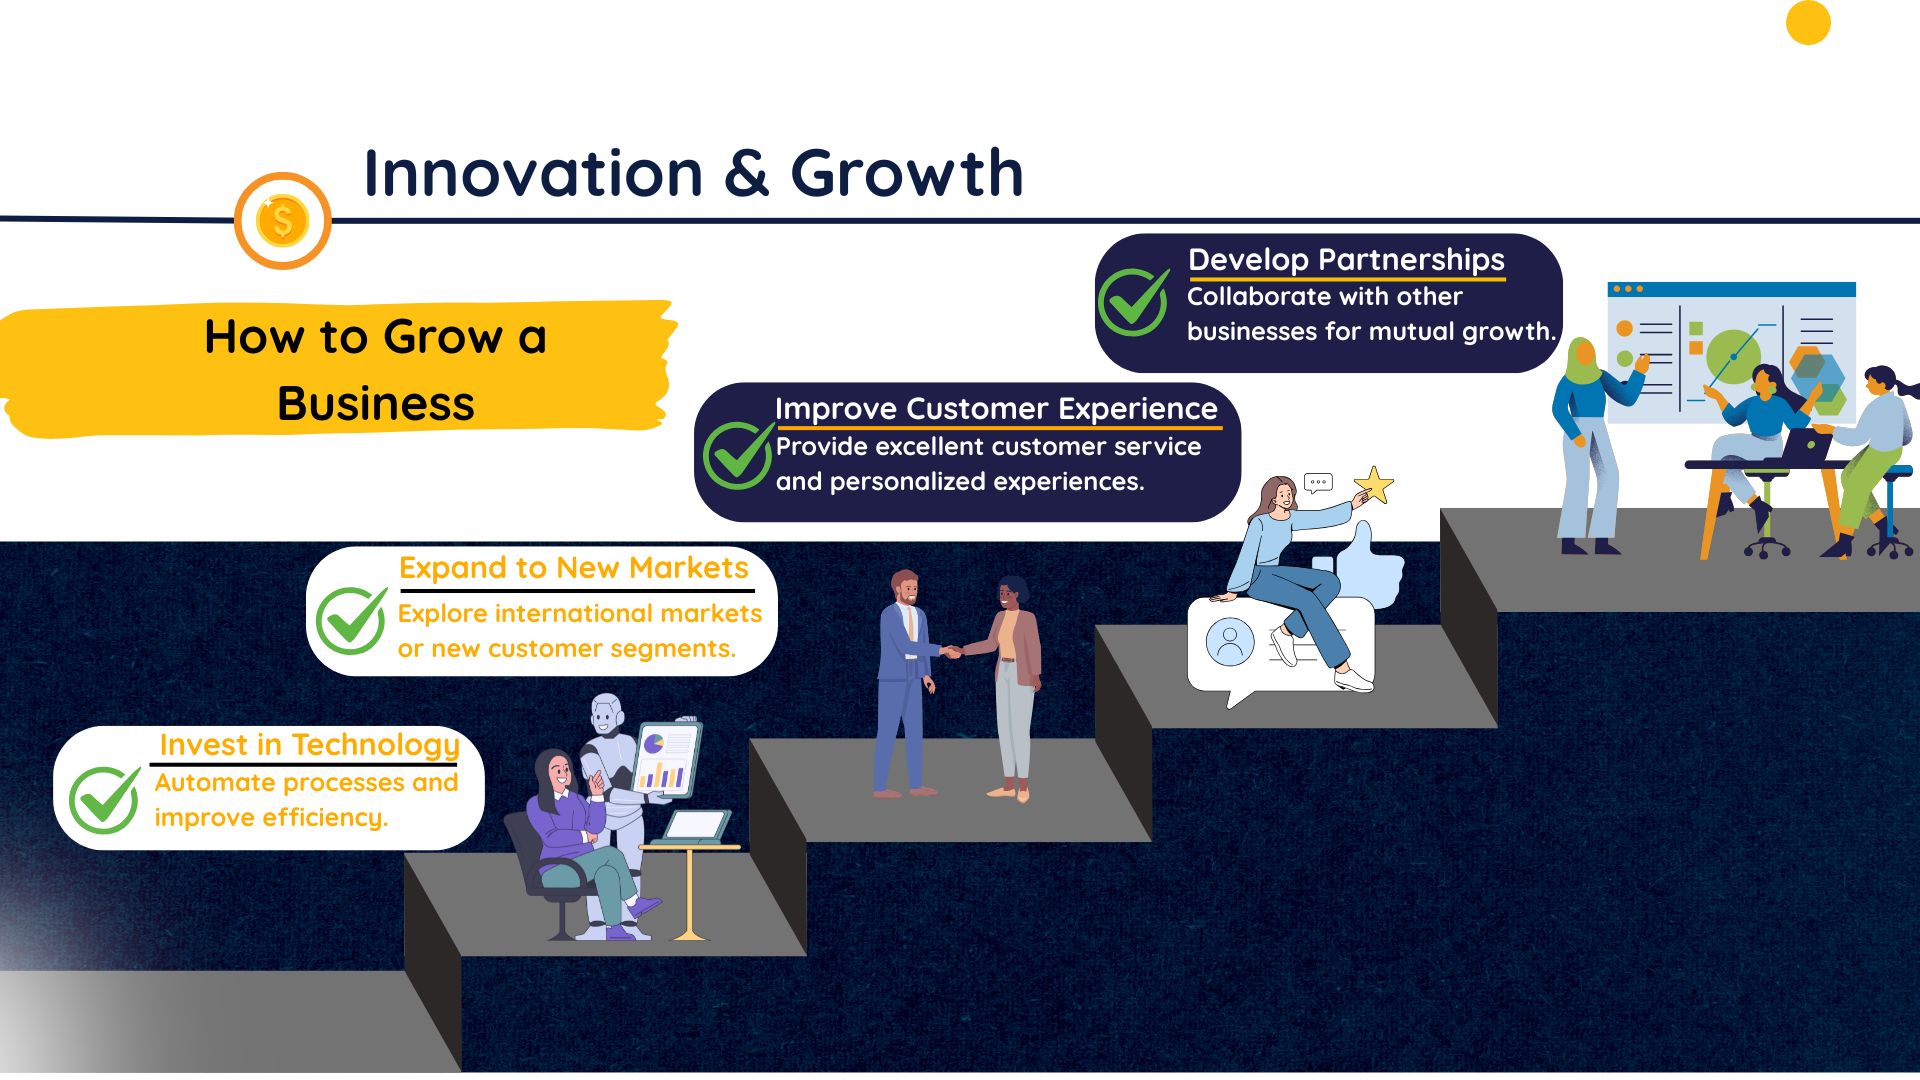 Innovation & Growth
How to Grow a
Business
Develop Partnerships
Collaborate with other
businesses for mutual growth.
Improve Customer Experience
Provide excellent customer service
and personalized experiences.
Expand to New Markets
Explore international markets
or new customer segments.
Invest in Technology
Automate processes and
improve efficiency.
$